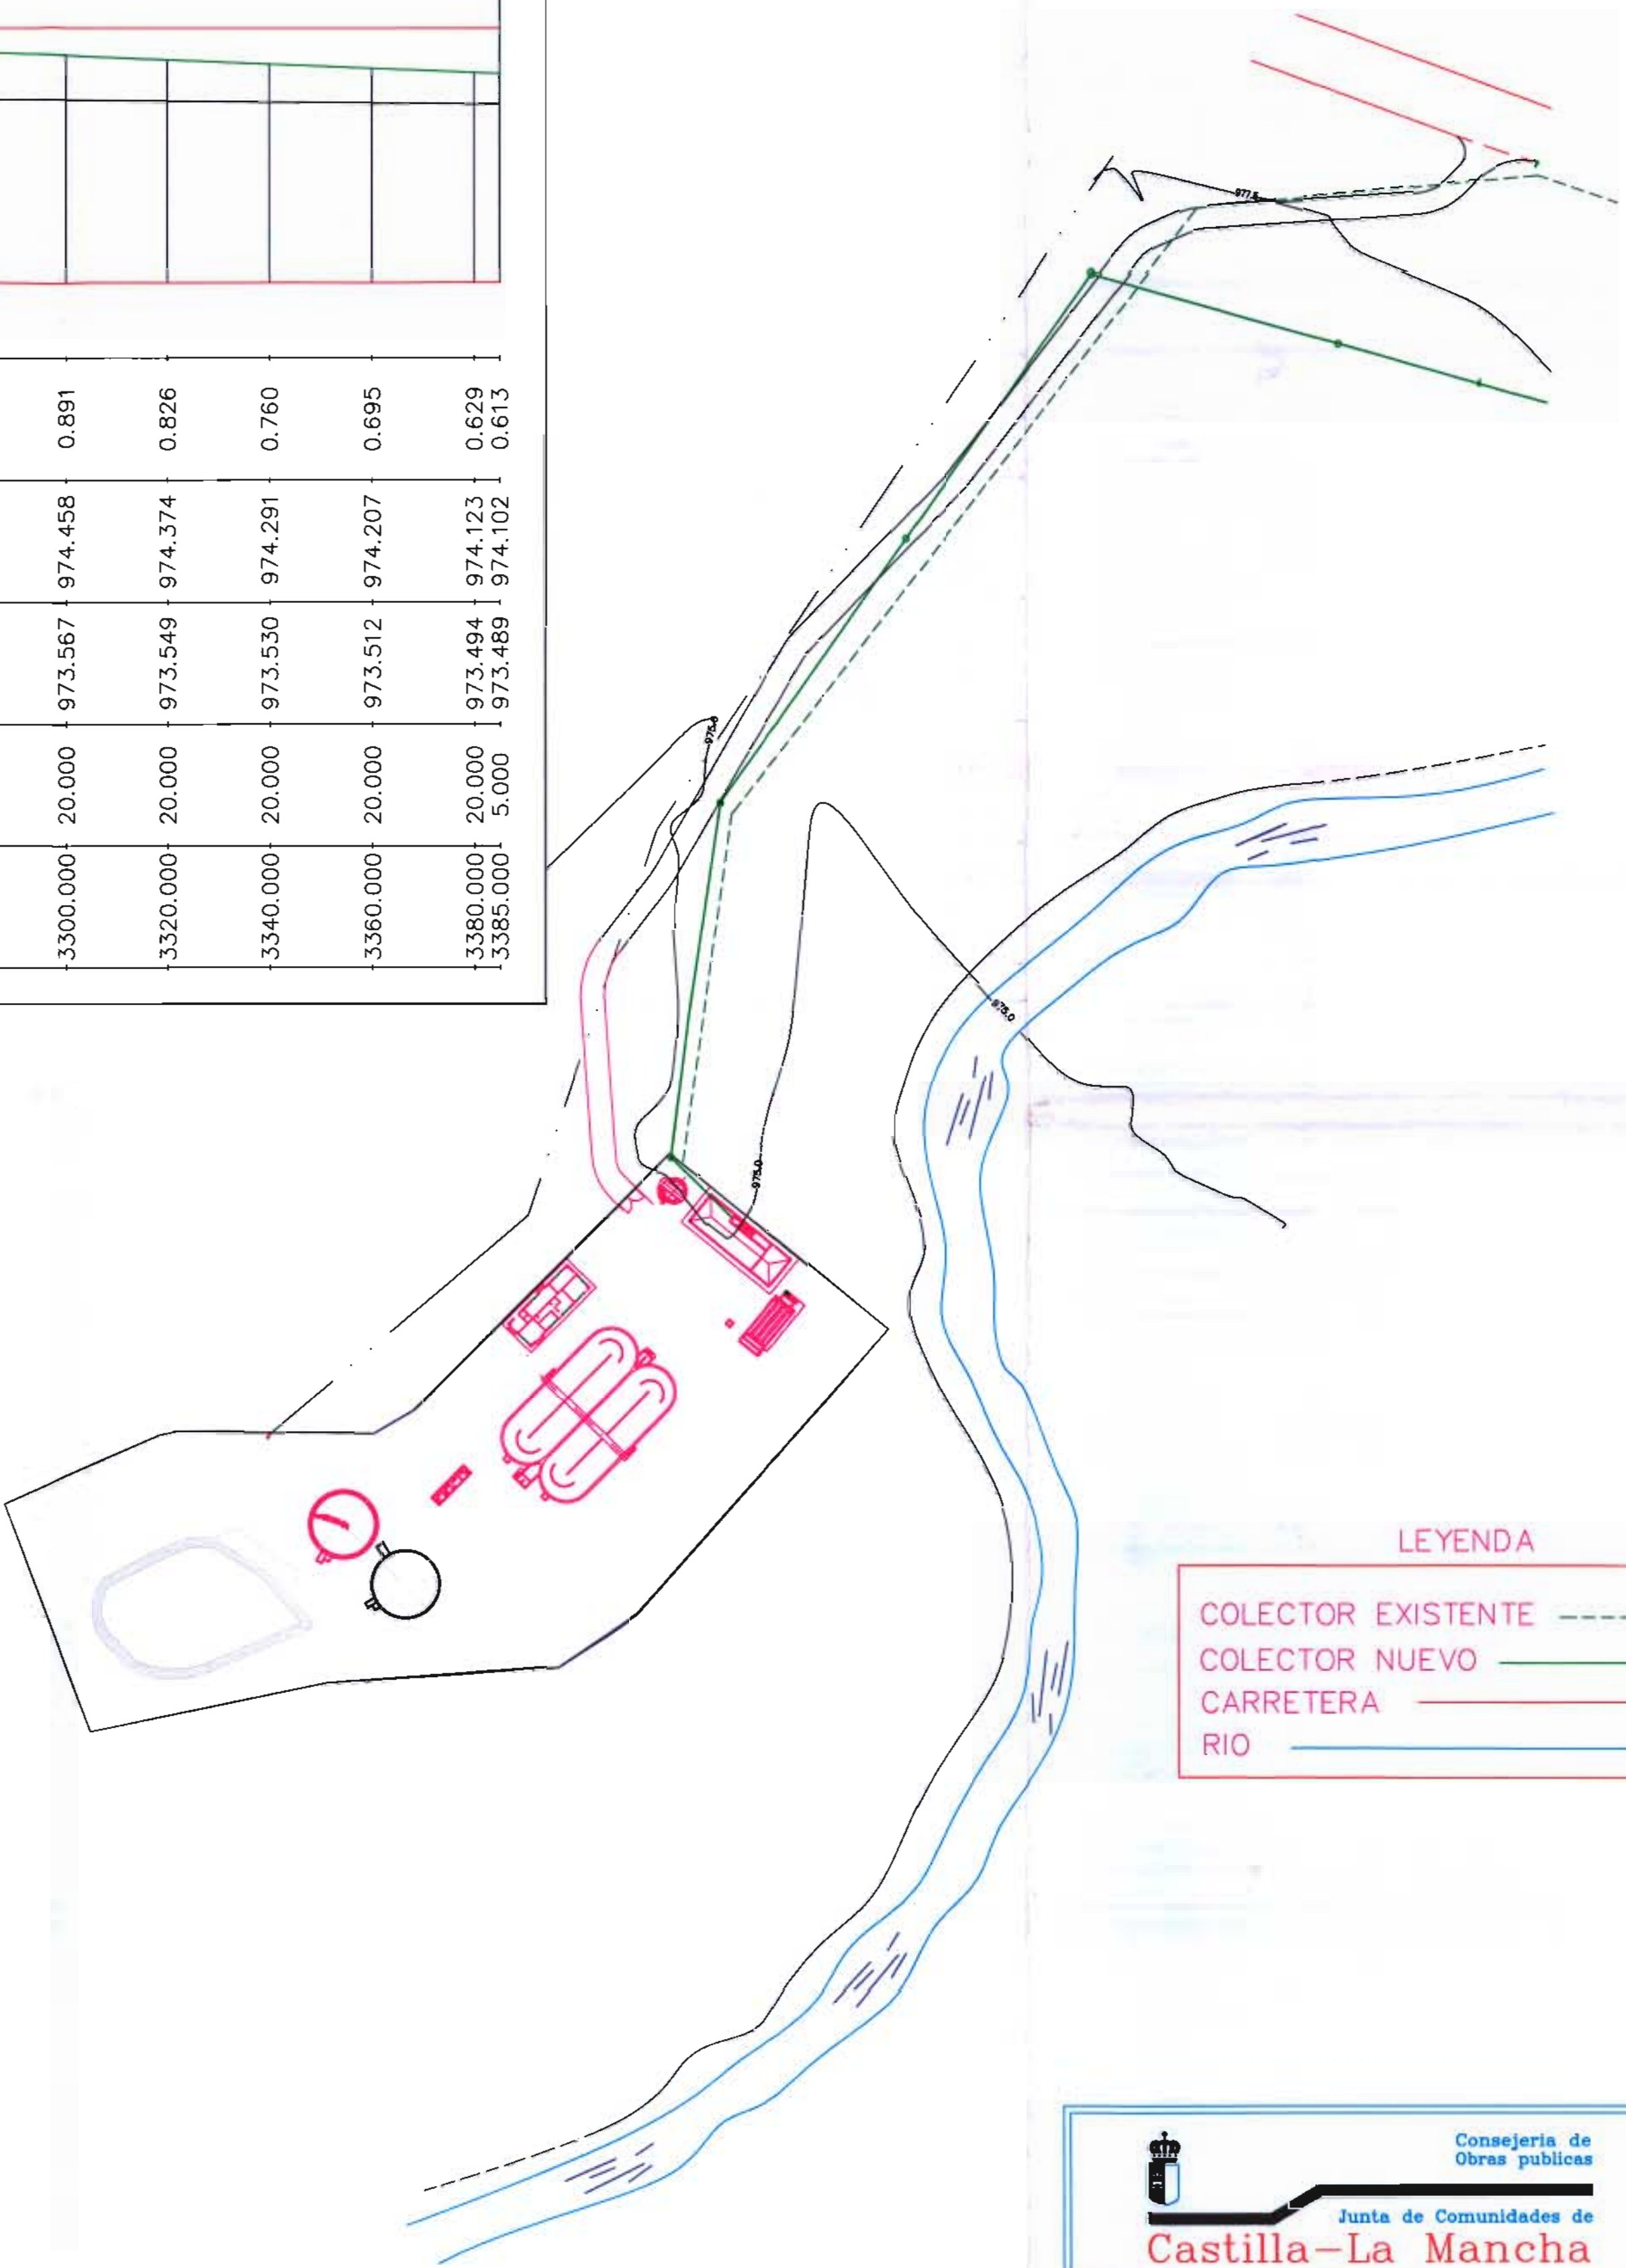 0.891 0.826 0.760 0.695 0.629 0.613
974.458 974.374 974.291 974.207 974.123 974.102
973.567 973.549 973.530 973.512 973.494 973.489
20.000 20.000 20.000 20.000 20.000 5.000
3300.000 3320.000 3340.000 3360.000 3380.000 3385.000
977.5
975.0
975.0
LEYENDA
COLECTOR EXISTENTE
COLECTOR NUEVO
CARRETERA
RIO
Consejeria de
Obras publicas
Junta de Comunidades de
Castilla-La Mancha